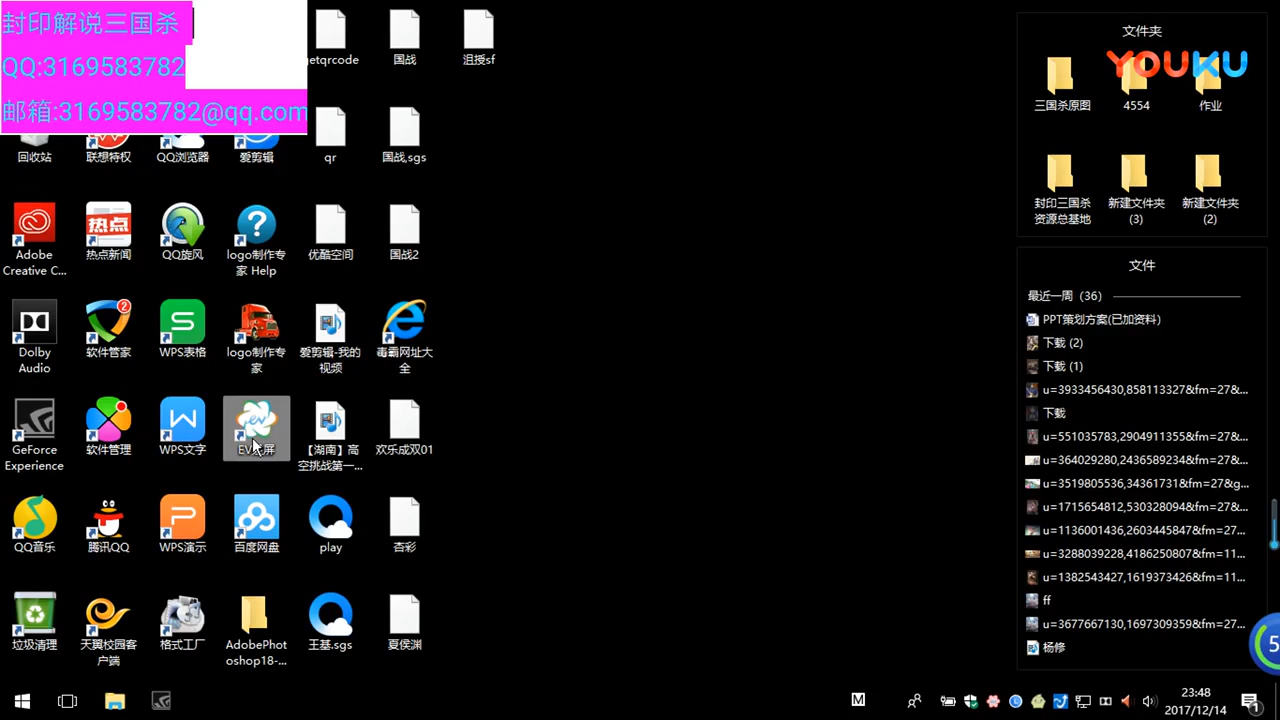 封印解说三国杀
QQ:3169583782
邮箱:3169583782@qq.com
etqrcode
国战
沮授sf
回收站
联想特权
QQ浏览器
爱剪辑
qr
国战,sgs
Adobe
Creative C...
热点
热点新闻
QQ旋风
logo制作专
家 Help
优酷空间
国战2
Dolby
Audio
2
软件管家
WPS表格
logo制作专
家
爱剪辑-我的
视频
毒霸网址大
全
GeForce
Experience
软件管理
WPS文字
【湖南】高
空挑战第一...
欢乐成双01
QQ音乐
腾讯QQ
WPS演示
百度网盘
play
杏彩
垃圾清理
天翼校园客
户端
格式工厂
AdobePhot
oshop18-...
王基.sgs
夏侯渊
文件夹
YOUKU
三国杀原图
4554
作业
封印三国杀
资源总基地
新建文件夹
(3)
新建文件夹
(2)
文件
最近一周 (36)
PPT策划方案(已加资料)
下载 (2)
下载 (1)
u=3933456430,858113327&fm=27&...
下载
u=551035783,2904911355&fm=27&...
u=364029280,2436589234&fm=27&...
u=3519805536,34361731&fm=27&g...
u=1715654812,530328094&fm=27&...
u=1136001436,2603445847&fm=27...
u=3288039228,4186250807&fm=11...
u=1382543427,1619373426&fm=11...
ff
u=3677667130,1697309359&fm=27...
杨修
5
M
23:48
2017/12/14
1